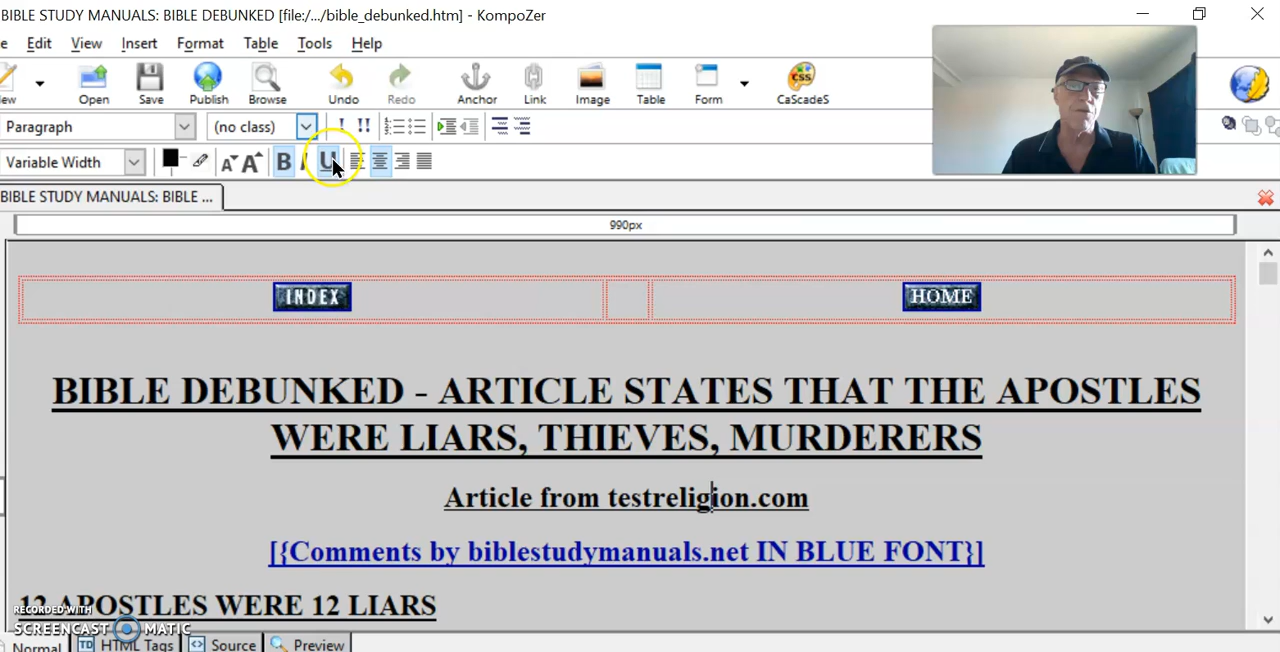 BIBLE STUDY MANUALS: BIBLE DEBUNKED [file:/.../bible_debunked.htm] - KompoZer
Edit View Insert Format Table Tools Help
Open Save Publish Browse Undo Redo Anchor Link Image Table Form CaScadeS
CSS
Paragraph (no class) ! !!
Variable Width A A B U
BIBLE STUDY MANUALS: BIBLE ...
990px
INDEX HOME
BIBLE DEBUNKED - ARTICLE STATES THAT THE APOSTLES
WERE LIARS, THIEVES, MURDERERS
Article from testreligion.com
[{Comments by biblestudymanuals.net IN BLUE FONT}]
12 APOSTLES WERE 12 LIARS
RECORDED WITH
SCREENCAST MATIC
Normal TD HTML Tags <> Source Preview